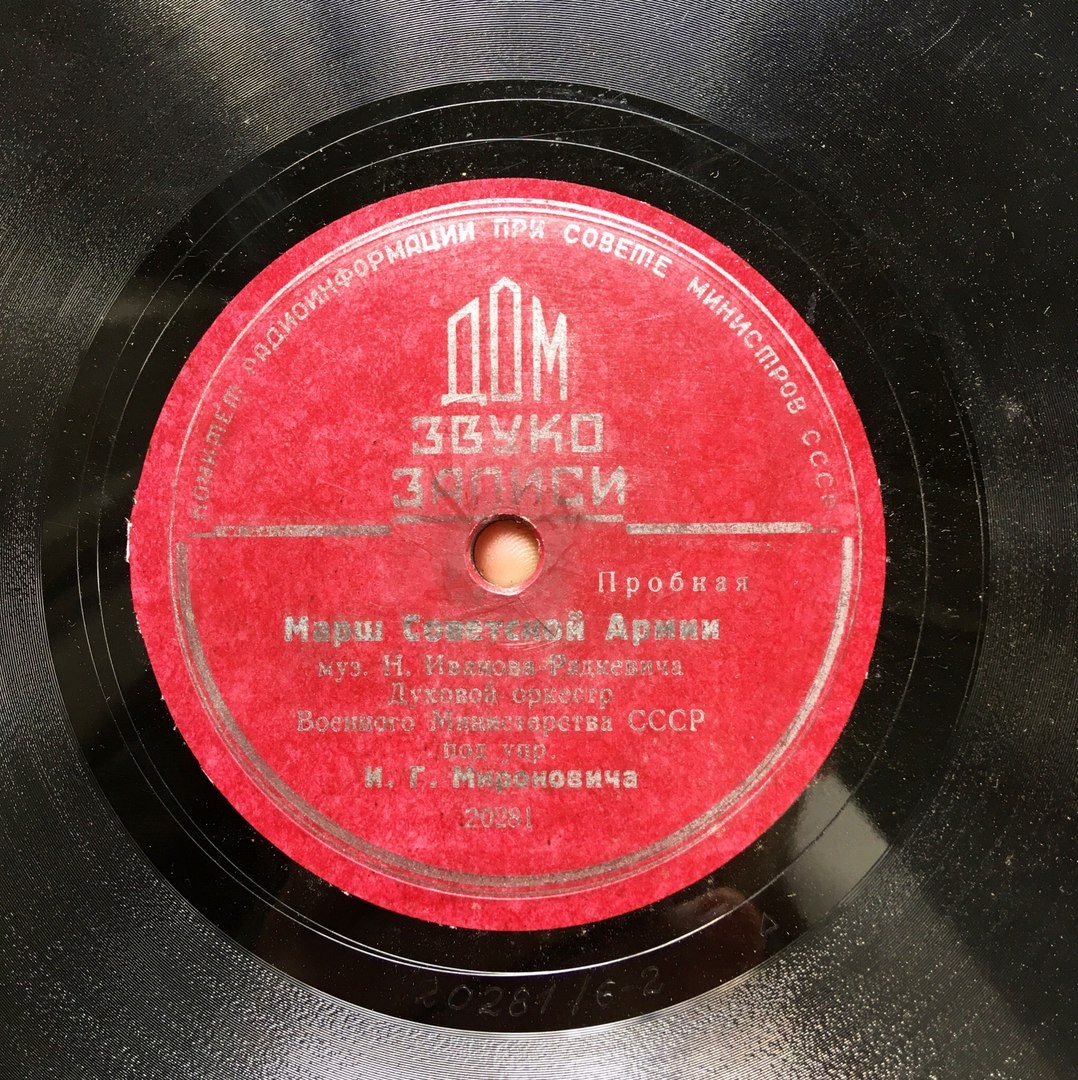 КОМИТЕТ РАДИОИНФОРМАЦИИ ПРИ СОВЕТЕ МИНИСТРОВ СССР
ДОМ
ЗВУКО
ЗАПИСИ
Пробная
Марш Советской Армии
муз. Н. Иванова-Радкевича
Духовой оркестр
Военного Министерства СССР
под упр.
И. Г. Мироновича
20281
20281/6-2